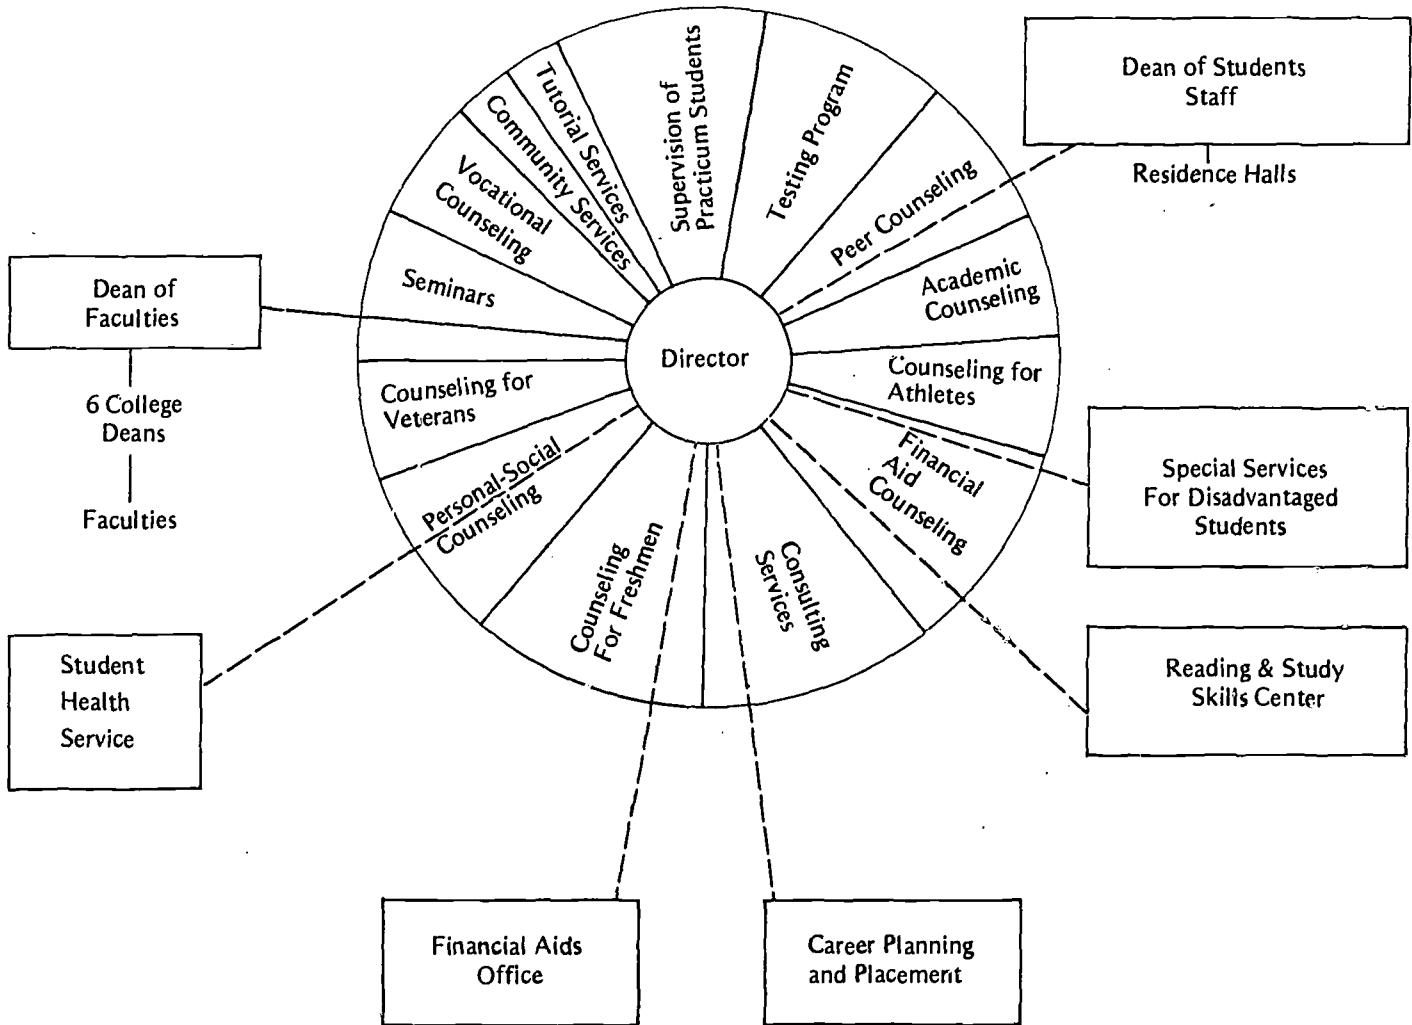 Dean of Students
Staff
Residence Halls
Tutorial Services
Community Services
Vocational
Counseling
Seminars
Counseling for
Veterans
Personal-Social
Counseling
Counseling
For Freshmen
Consulting
Services
Financial
Aid
Counseling
Counseling for
Athletes
Academic
Counseling
Peer Counseling
Testing Program
Supervision of
Practicum Students
Director
Dean of
Faculties
6 College
Deans
Faculties
Student
Health
Service
Financial Aids
Office
Career Planning
and Placement
Reading & Study
Skills Center
Special Services
For Disadvantaged
Students